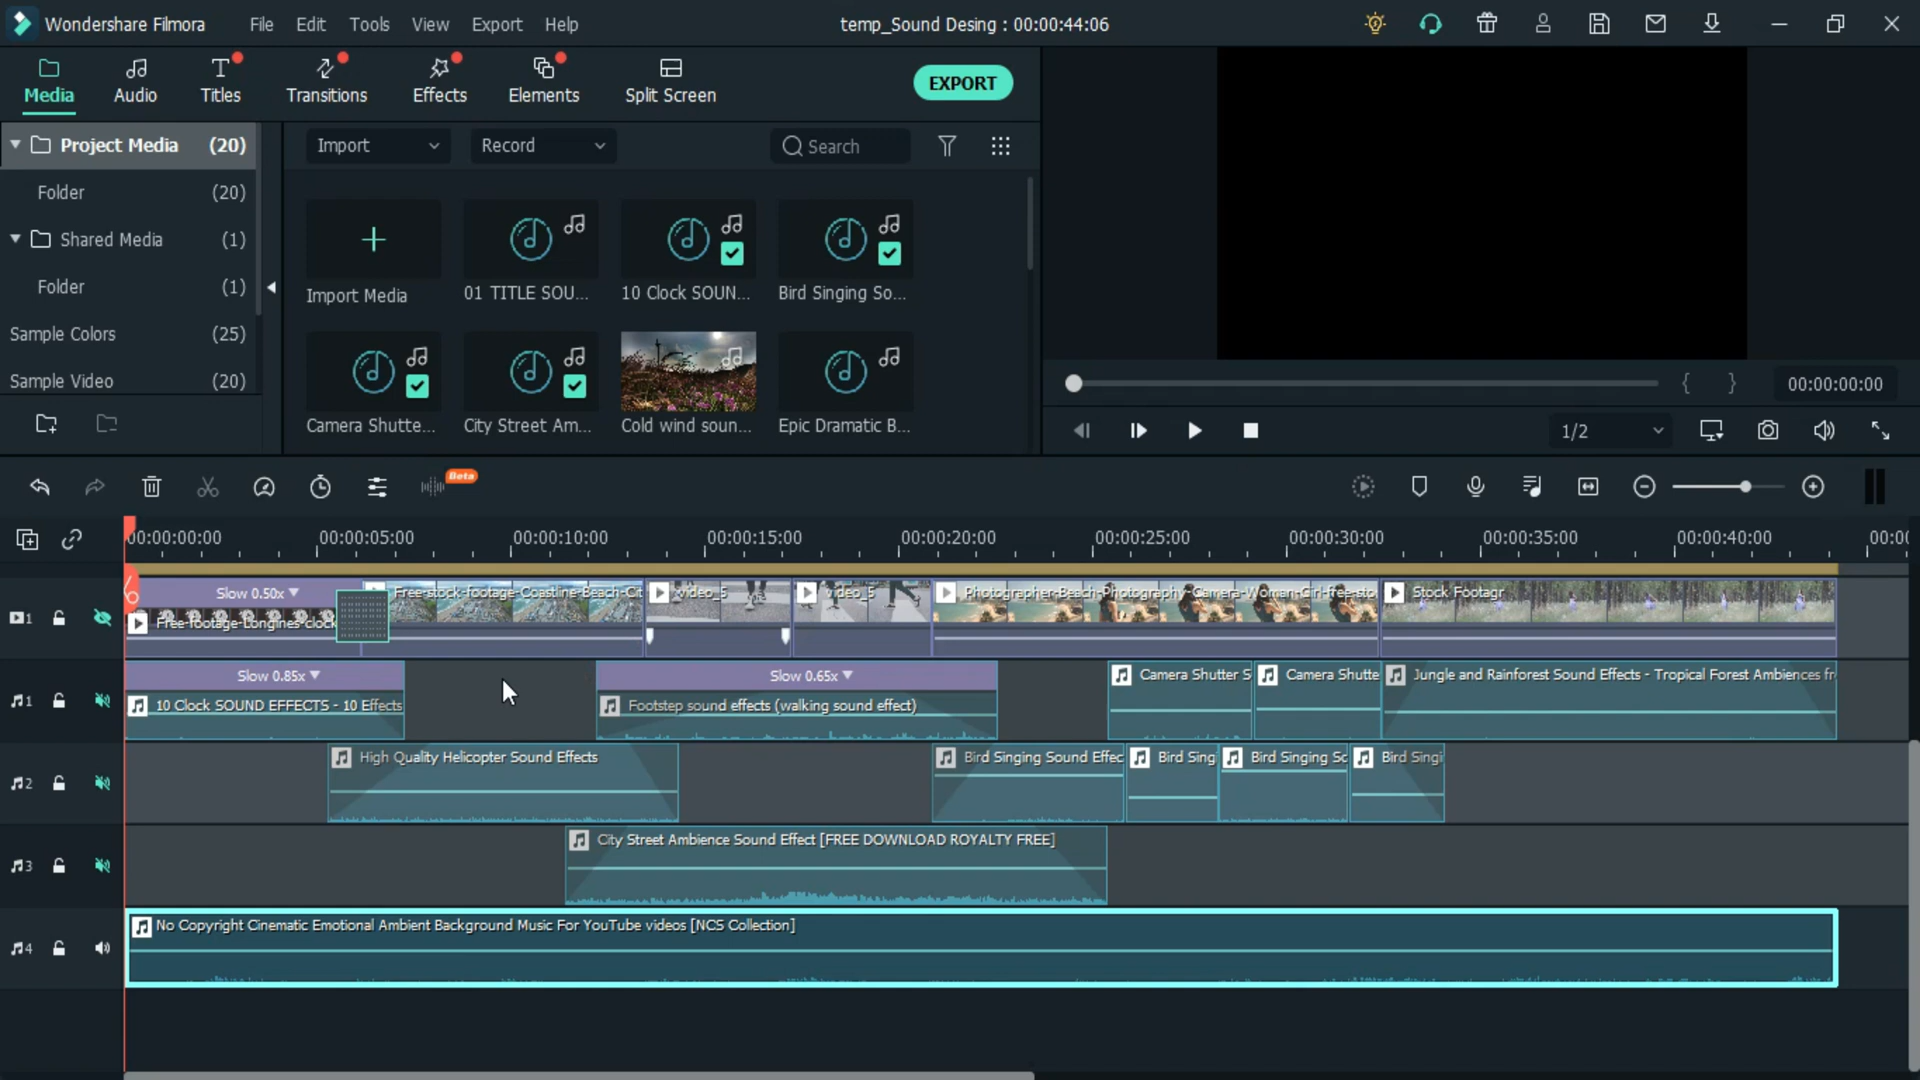 Wondershare Filmora
File
Edit
Tools
View
Export
Help
temp_Sound Desing : 00:00:44:06
Media
Audio
Titles
Transitions
Effects
Elements
Split Screen
EXPORT
Project Media (20)
Folder (20)
Shared Media (1)
Folder (1)
Sample Colors (25)
Sample Video (20)
Import
Record
Search
Import Media
01 TITLE SOU...
10 Clock SOUN...
Bird Singing So...
Camera Shutte...
City Street Am...
Cold wind soun...
Epic Dramatic B...
00:00:00:00
1/2
Beta
00:00:00:00
00:00:05:00
00:00:10:00
00:00:15:00
00:00:20:00
00:00:25:00
00:00:30:00
00:00:35:00
00:00:40:00
00:0
1
Slow 0.50x
Free-footage-Longines-clock
Free-stock-footage-Coastline-Beach-Cit
video_5
video_5
Photographer-Beach-Photography-Camera-Woman-Girl-free-sto
Stock Footagr
1
Slow 0.85x
10 Clock SOUND EFFECTS - 10 Effects
Slow 0.65x
Footstep sound effects (walking sound effect)
Camera Shutter S
Camera Shutte
Jungle and Rainforest Sound Effects - Tropical Forest Ambiences fr
2
High Quality Helicopter Sound Effects
Bird Singing Sound Effec
Bird Sing
Bird Singing So
Bird Singi
3
City Street Ambience Sound Effect [FREE DOWNLOAD ROYALTY FREE]
4
No Copyright Cinematic Emotional Ambient Background Music For YouTube videos [NCS Collection]